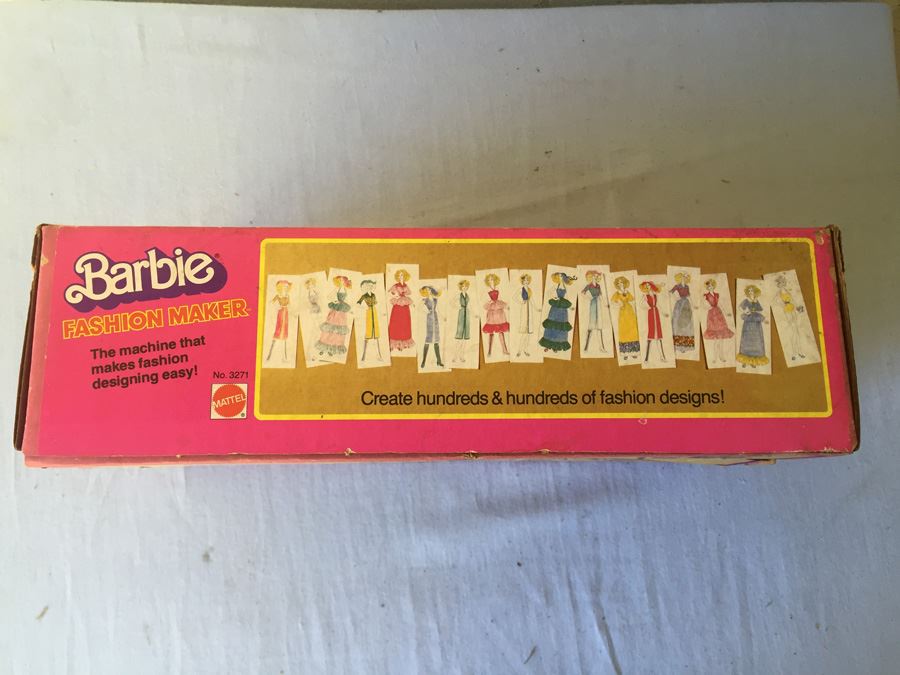 Barbie®
FASHION MAKER
The machine that
makes fashion
designing easy!
No. 3271
MATTEL
®
Create hundreds & hundreds of fashion designs!